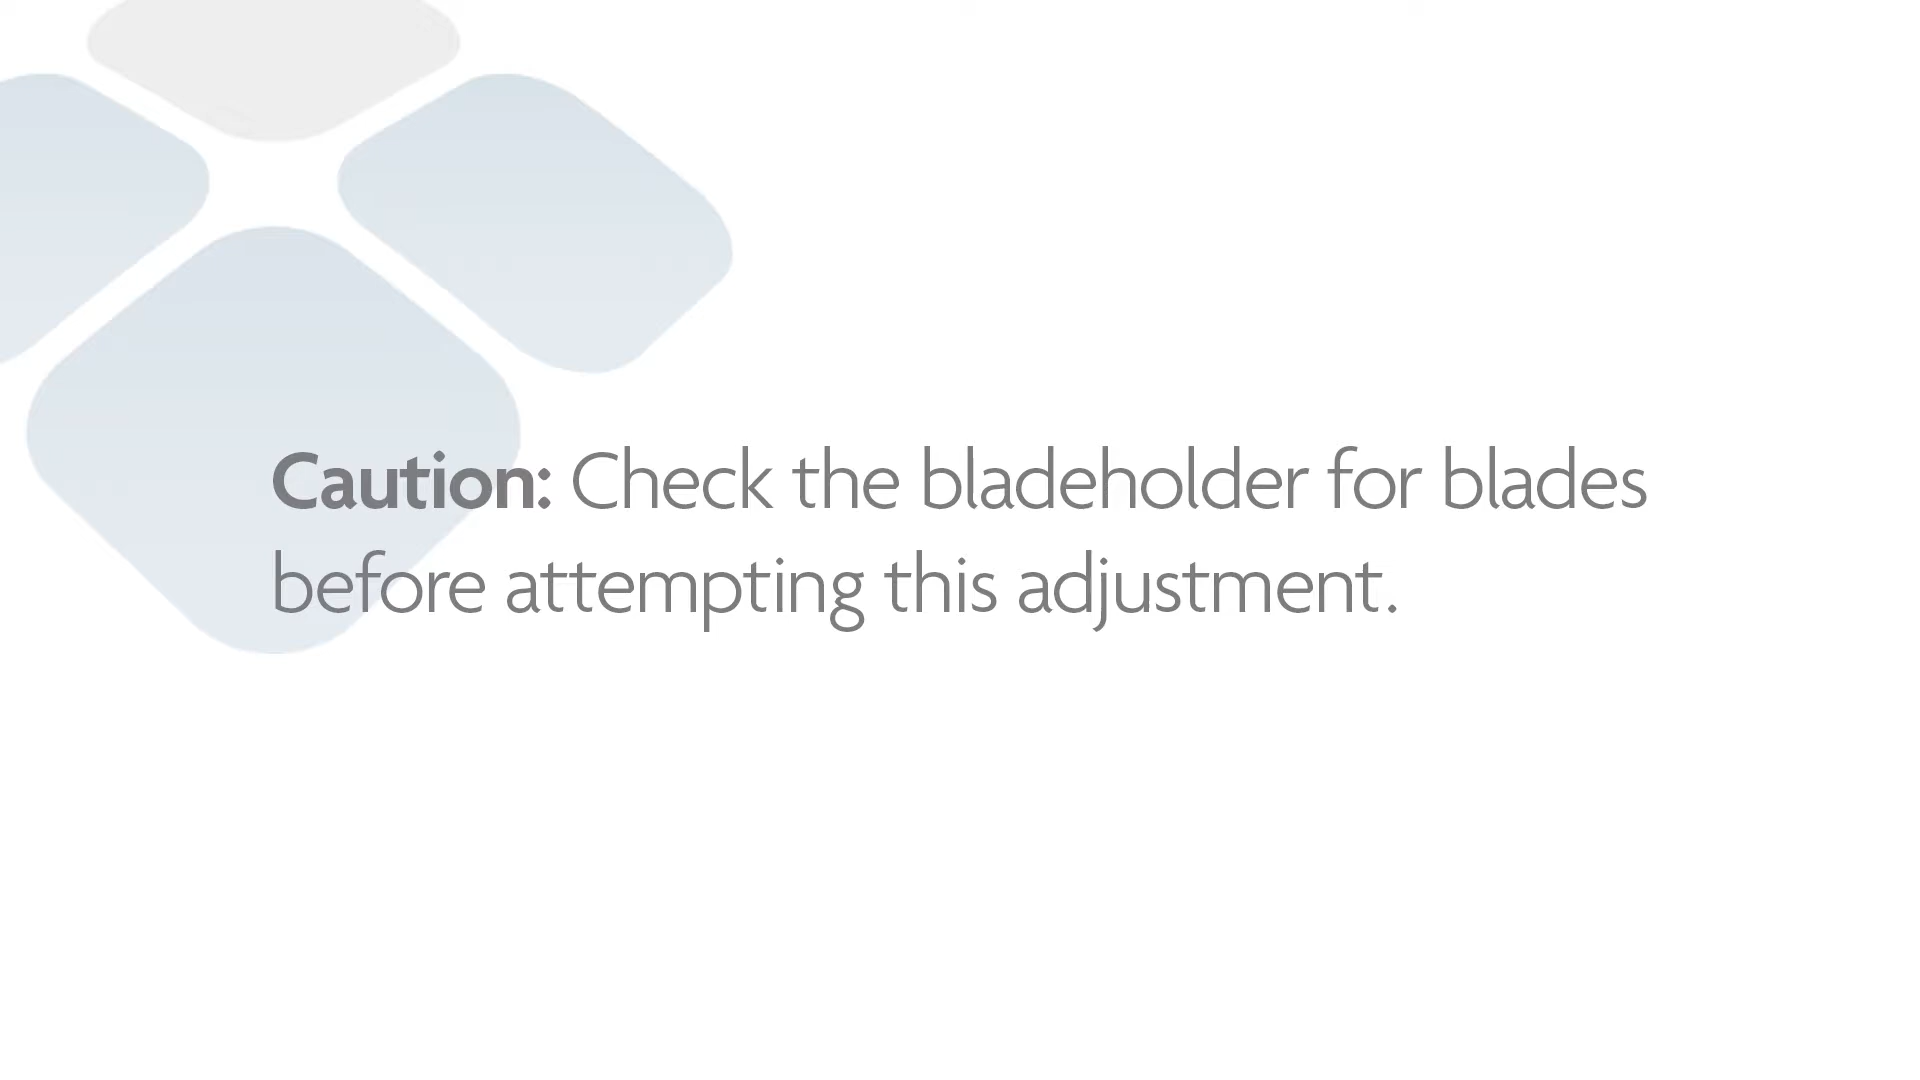 Caution: Check the bladeholder for blades
before attempting this adjustment.